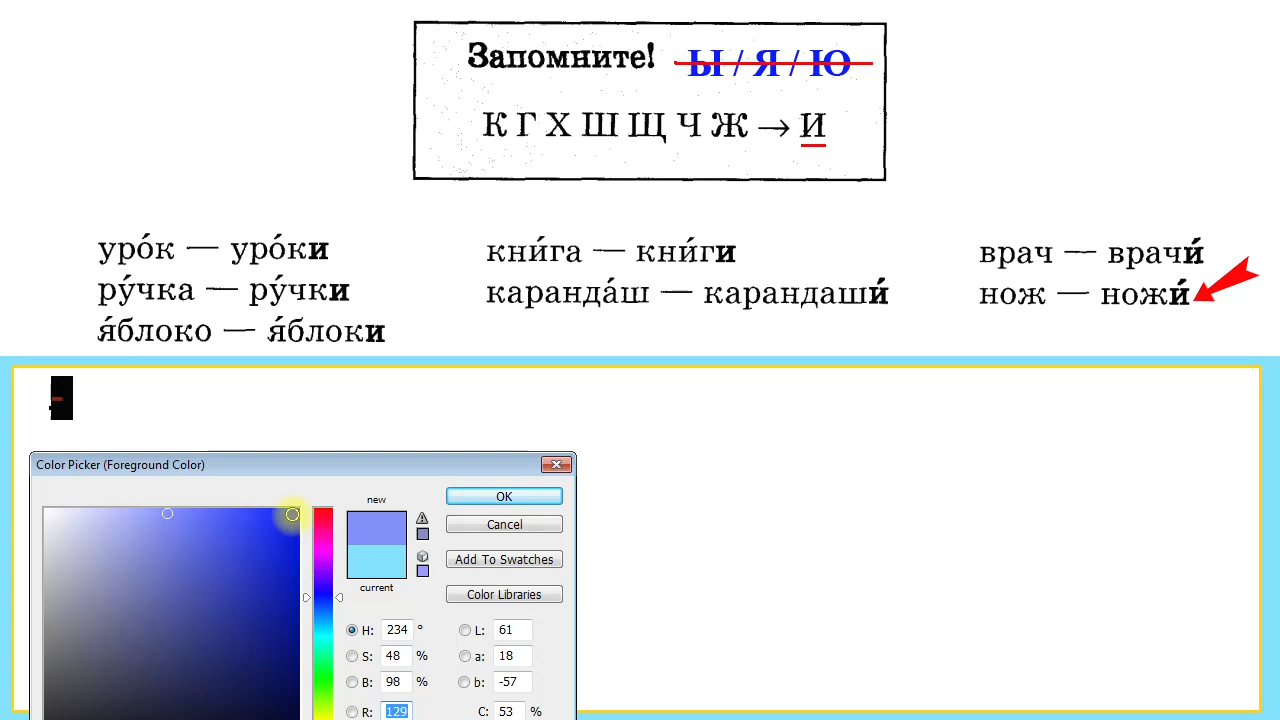 Запомните! Ы / Я / Ю
К Г Х Ш Щ Ч Ж → И
уро́к — уро́ки
ру́чка — ру́чки
я́блоко — я́блоки
кни́га — кни́ги
каранда́ш — карандаши́
врач — врачи́
нож — ножи́
Color Picker (Foreground Color)
new
current
OK
Cancel
Add To Swatches
Color Libraries
H: 234 °
S: 48 %
B: 98 %
R: 129
L: 61
a: 18
b: -57
C: 53 %